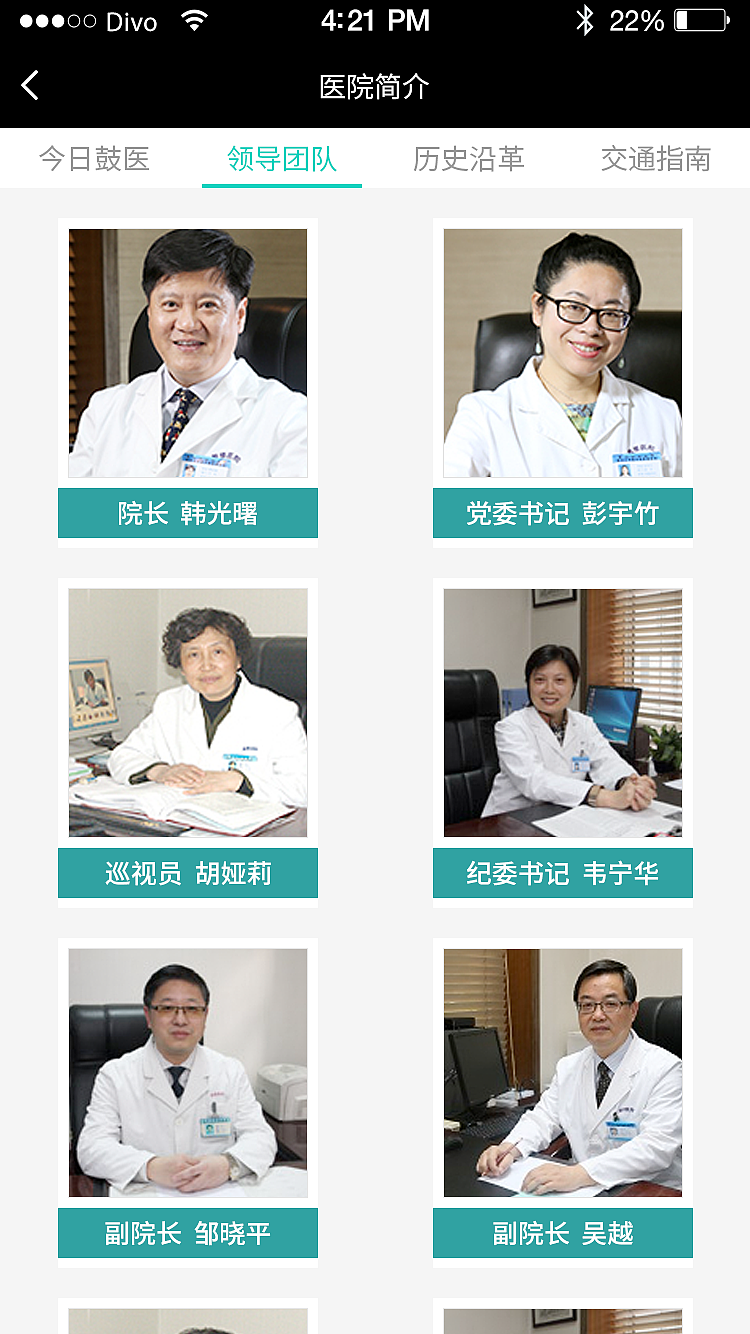 Divo 4:21 PM 22%
医院简介
今日鼓医 领导团队 历史沿革 交通指南
院长 韩光曙 党委书记 彭宇竹
巡视员 胡娅莉 纪委书记 韦宁华
副院长 邹晓平 副院长 吴越